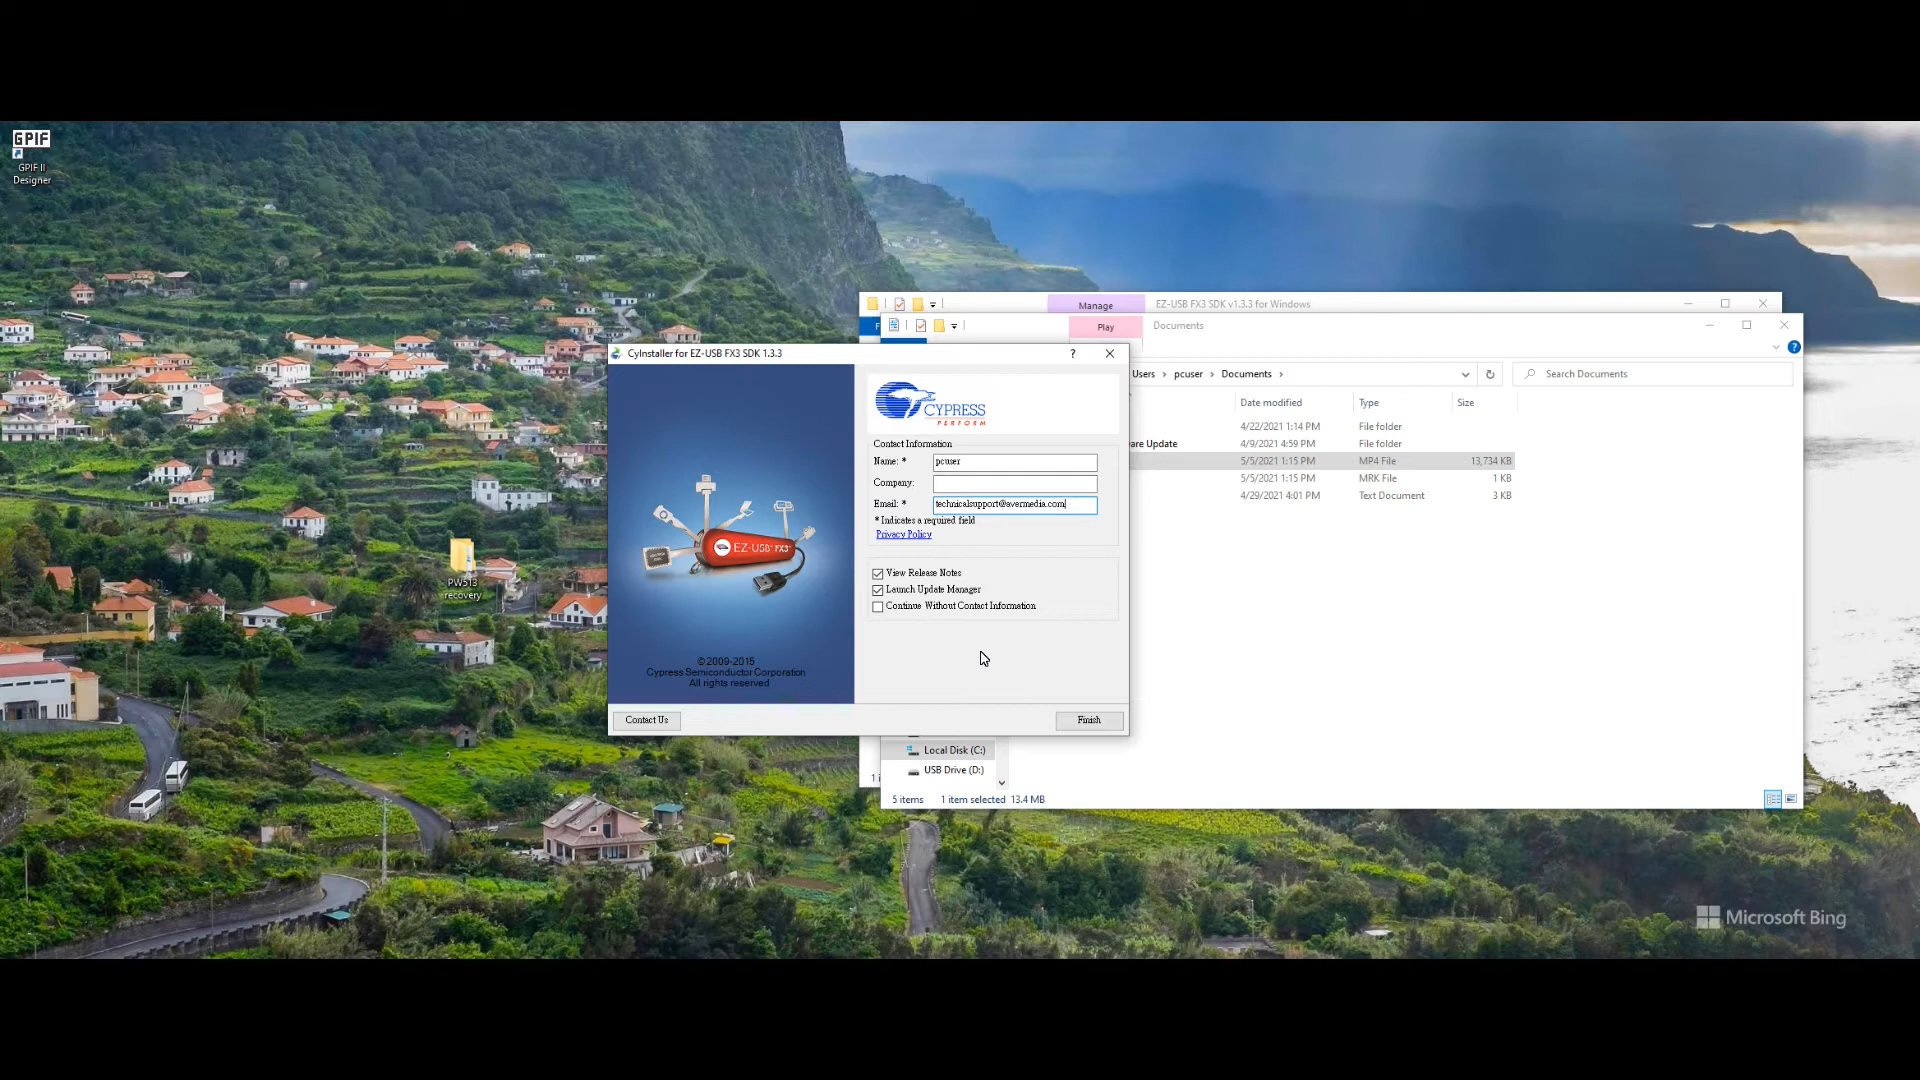 GPIF
GPIF II
Designer
PW513
recovery
Manage
EZ-USB FX3 SDK v1.3.3 for Windows
F
Play
Documents
?
CyInstaller for EZ-USB FX3 SDK 1.3.3
?
Users > pcuser > Documents >
Search Documents
Date modified
Type
Size
4/22/2021 1:14 PM
File folder
are Update
4/9/2021 4:59 PM
File folder
5/5/2021 1:15 PM
MP4 File
13,734 KB
5/5/2021 1:15 PM
MRK File
1 KB
4/29/2021 4:01 PM
Text Document
3 KB
CYPRESS
PERFORM
Contact Information
Name: *
pcuser
Company:
Email: *
technicalsupport@avermedia.com
* Indicates a required field
Privacy Policy
View Release Notes
Launch Update Manager
Continue Without Contact Information
EZ-USB™ FX3™
© 2009-2015
Cypress Semiconductor Corporation
All rights reserved
Contact Us
Finish
Local Disk (C:)
USB Drive (D:)
1 i
5 items
1 item selected
13.4 MB
Microsoft Bing